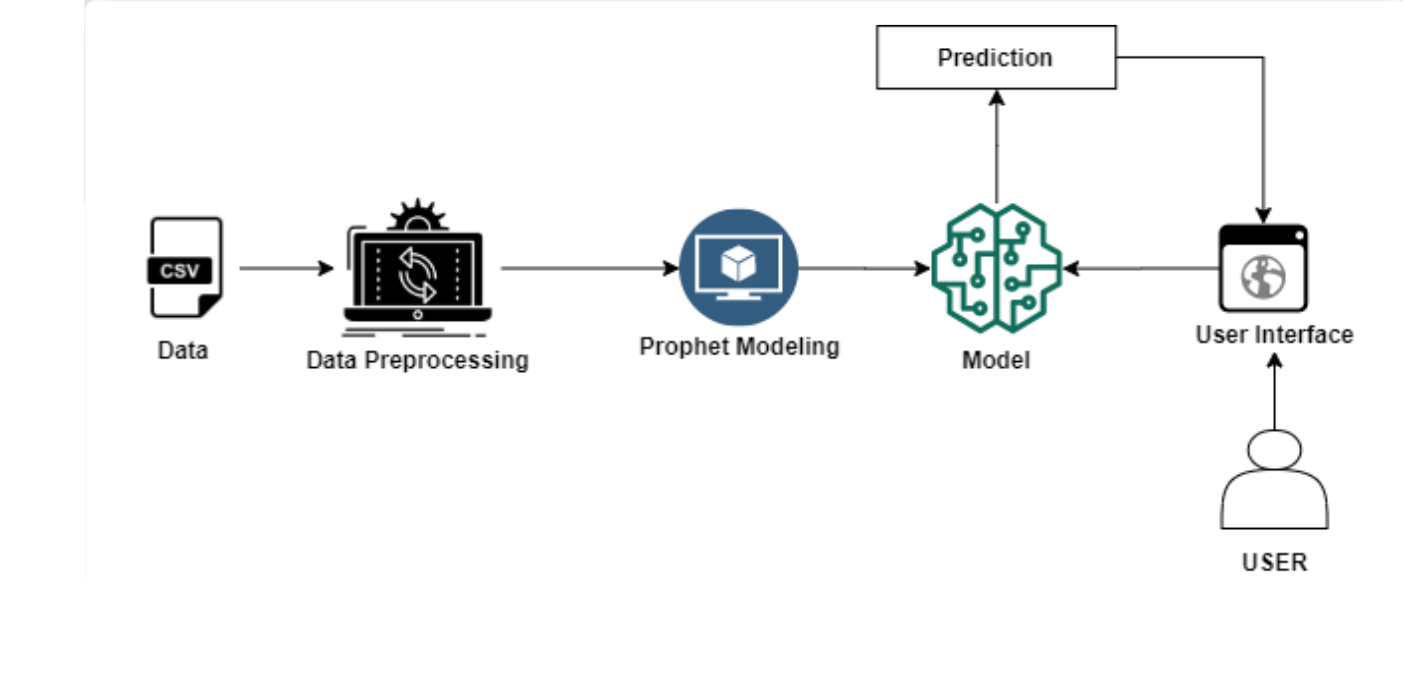 Prediction
CSV
Data
Data Preprocessing
Prophet Modeling
Model
User Interface
USER